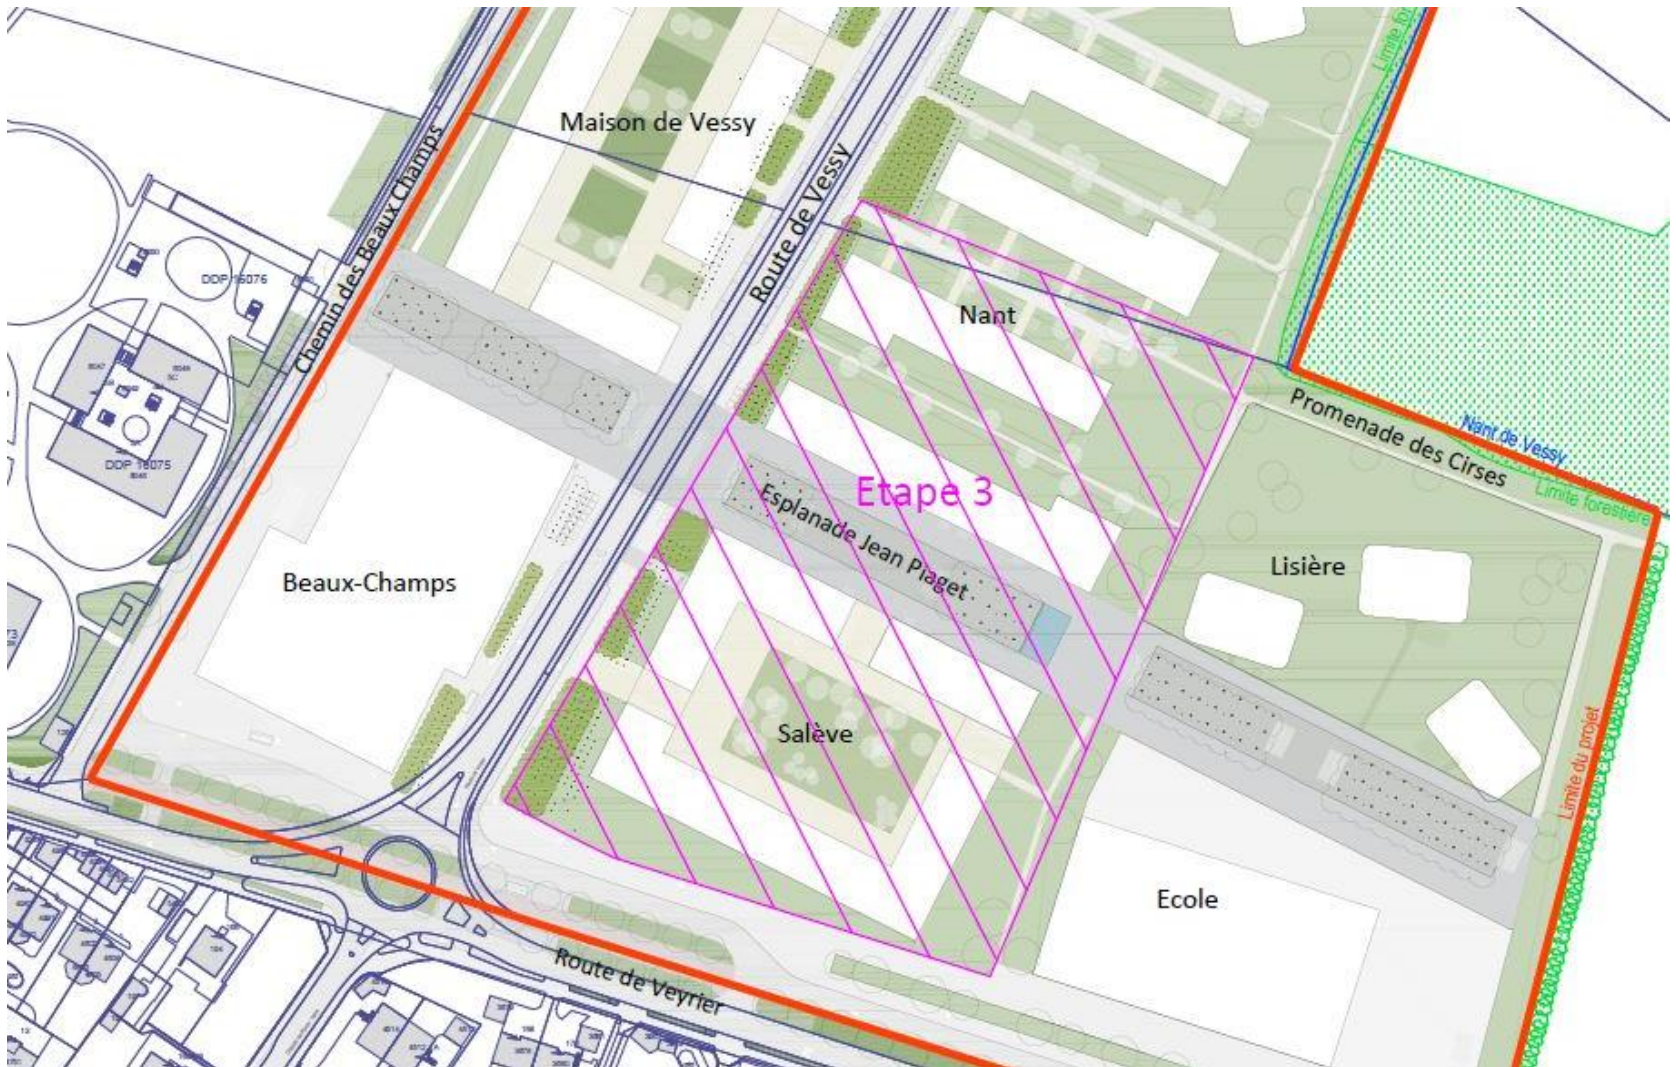 Limite for
Maison de Vessy
Chemin des Beaux Champs
Route de Vessy
DDP 16076
Nant
Promenade des Cirses
Nant de Vessy
Limite forestière
DDP 16075
Etape 3
Esplanade Jean Piaget
Lisière
Beaux-Champs
Salève
Limite du projet
Ecole
Route de Veyrier